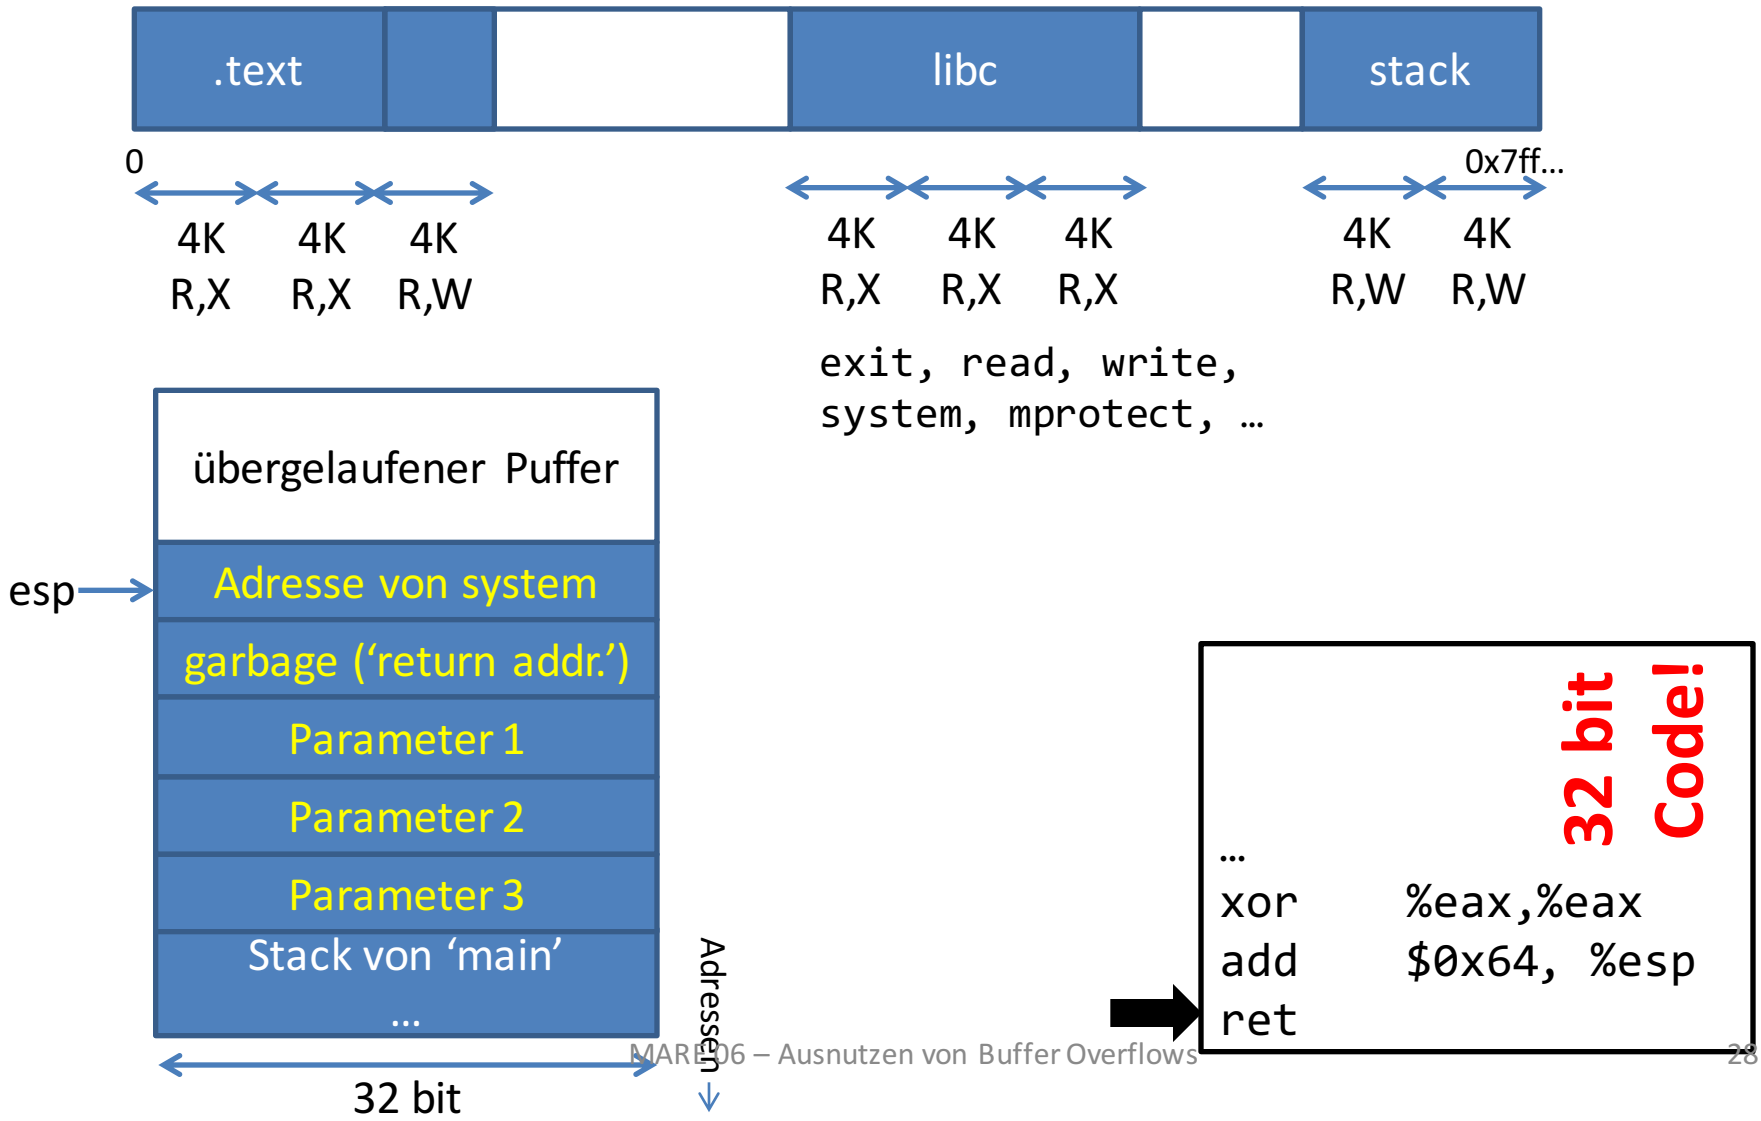 .text libc stack
0 0x7ff…
4K 4K 4K 4K 4K 4K 4K 4K
R,X R,X R,W R,X R,X R,X R,W R,W
exit, read, write,
system, mprotect, …
übergelaufener Puffer
esp
Adresse von system
garbage (‘return addr.’)
Parameter 1
Parameter 2
Parameter 3
Stack von ‘main’
…
32 bit
Adressen
32 bit
Code!
…
xor %eax,%eax
add $0x64, %esp
ret
MARE 06 – Ausnutzen von Buffer Overflows 28